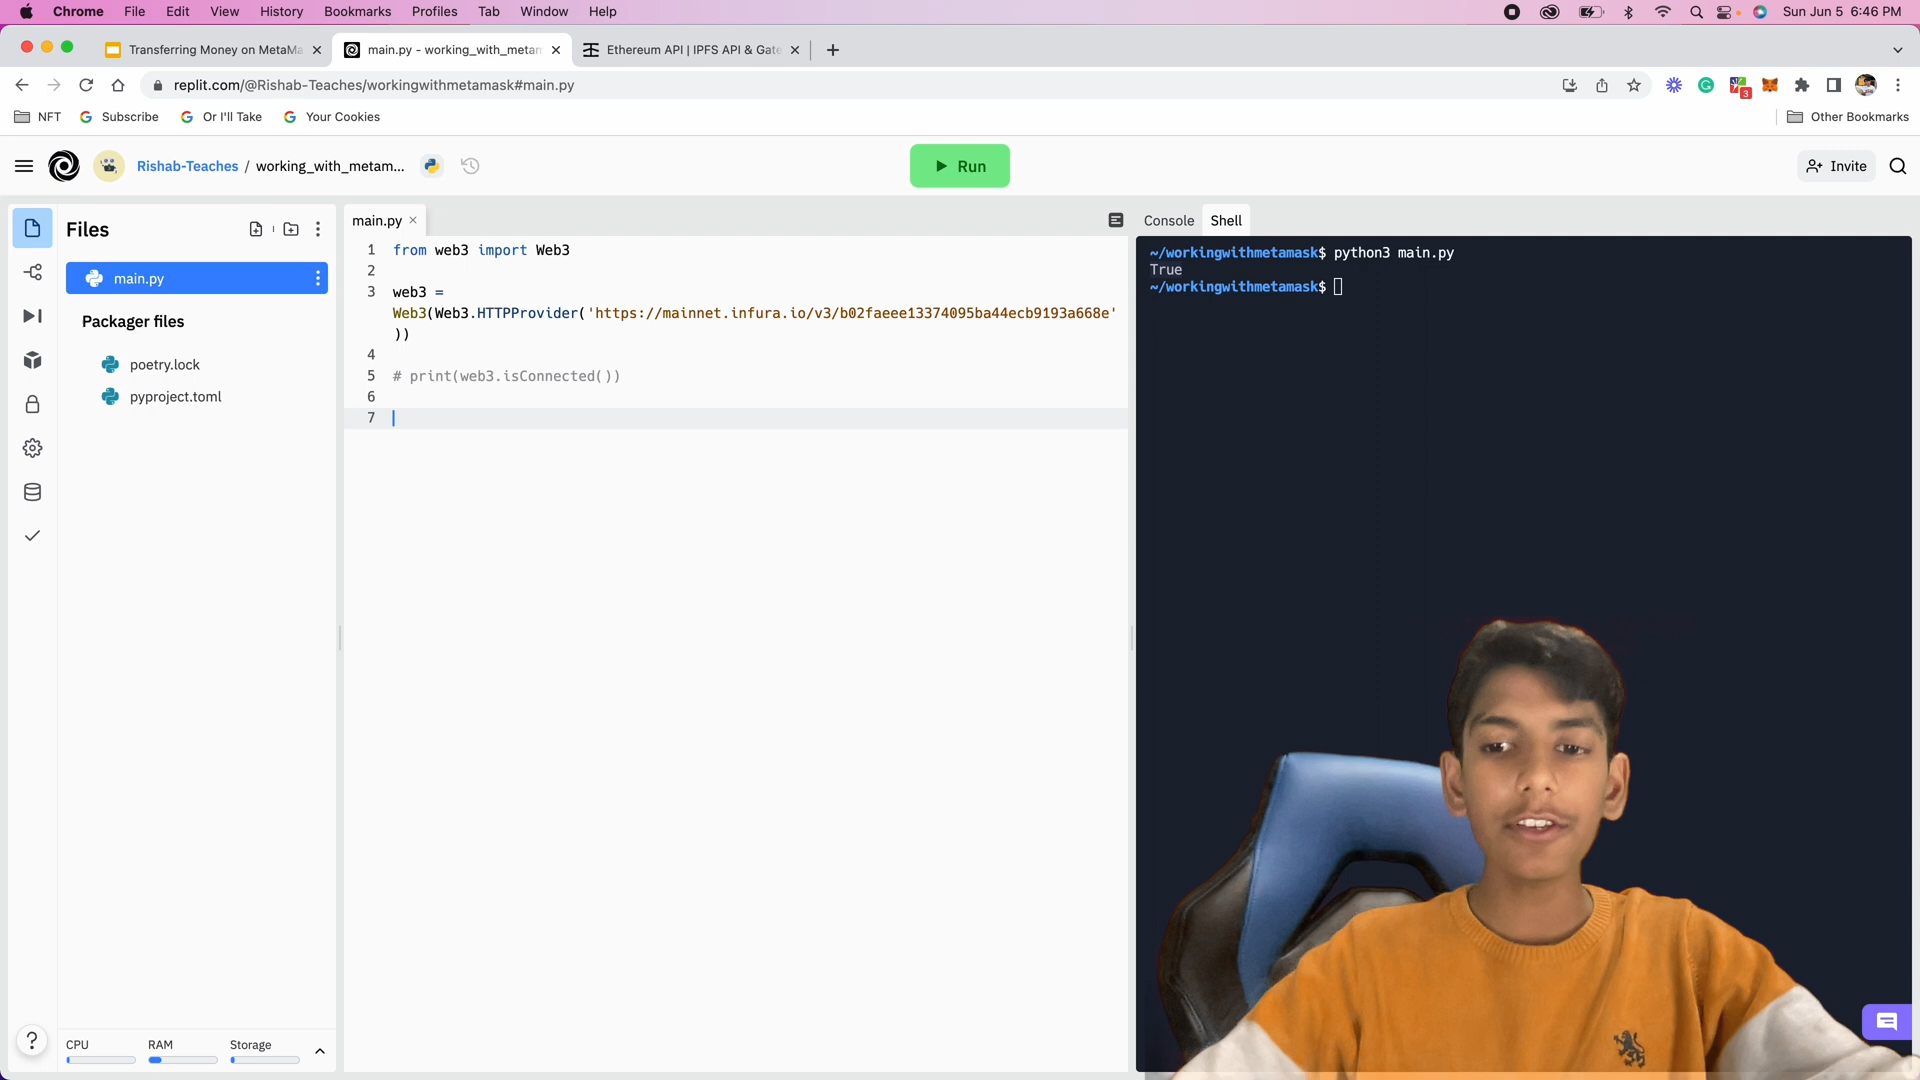 Chrome File Edit View History Bookmarks Profiles Tab Window Help Sun Jun 5 6:46 PM
Transferring Money on MetaMa main.py - working_with_metam Ethereum API | IPFS API & Gate
replit.com/@Rishab-Teaches/workingwithmetamask#main.py 3
NFT Subscribe Or I'll Take Your Cookies Other Bookmarks
Rishab-Teaches / working_with_metam... Run Invite
Files
main.py
Packager files
poetry.lock
pyproject.toml
CPU RAM Storage
?
main.py
1 from web3 import Web3
2
3 web3 =
Web3(Web3.HTTPProvider('https://mainnet.infura.io/v3/b02faeee13374095ba44ecb9193a668e'
))
4
5 # print(web3.isConnected())
6
7
Console Shell
~/workingwithmetamask$ python3 main.py
True
~/workingwithmetamask$